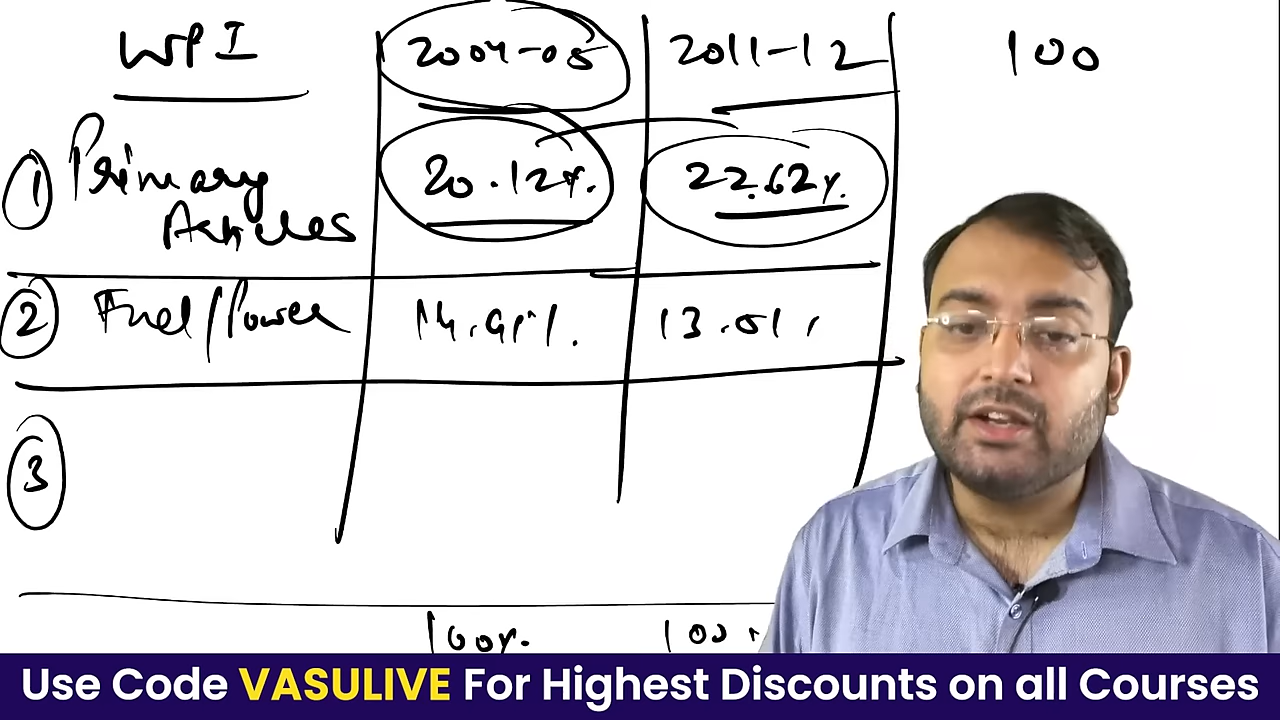 WPI 2004-05 2011-12 100
① Primary Articles 20.12%. 22.62%.
② Fuel/Power 14.91%. 13.01%
③
100%. 100%
Use Code VASULIVE For Highest Discounts on all Courses